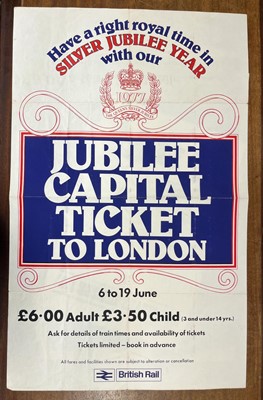 Have a right royal time in
SILVER JUBILEE YEAR
with our
1977
JUBILEE
CAPITAL
TICKET
TO LONDON
6 to 19 June
£6·00 Adult £3·50 Child (3 and under 14 yrs.)
Ask for details of train times and availability of tickets
Tickets limited – book in advance
All fares and facilities shown are subject to alteration or cancellation
British Rail